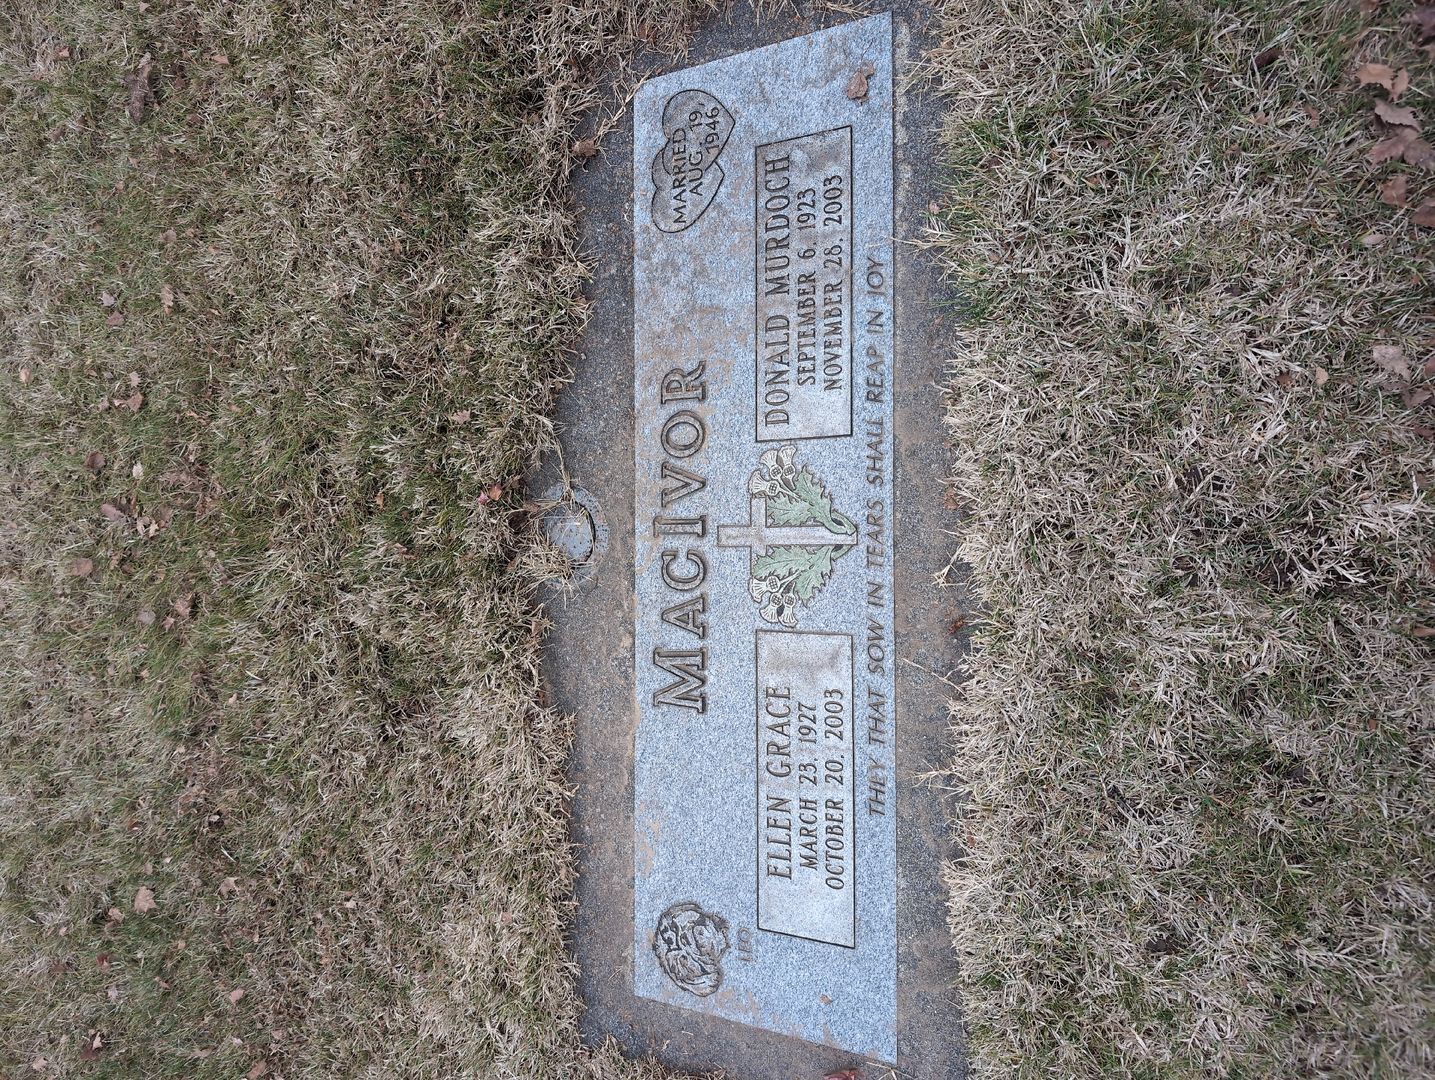 LEO
MACIVOR
MARRIED
AUG. 19,
1946
ELLEN GRACE
MARCH 23, 1927
OCTOBER 20, 2003
DONALD MURDOCH
SEPTEMBER 6, 1923
NOVEMBER 28, 2003
THEY THAT SOW IN TEARS SHALL REAP IN JOY